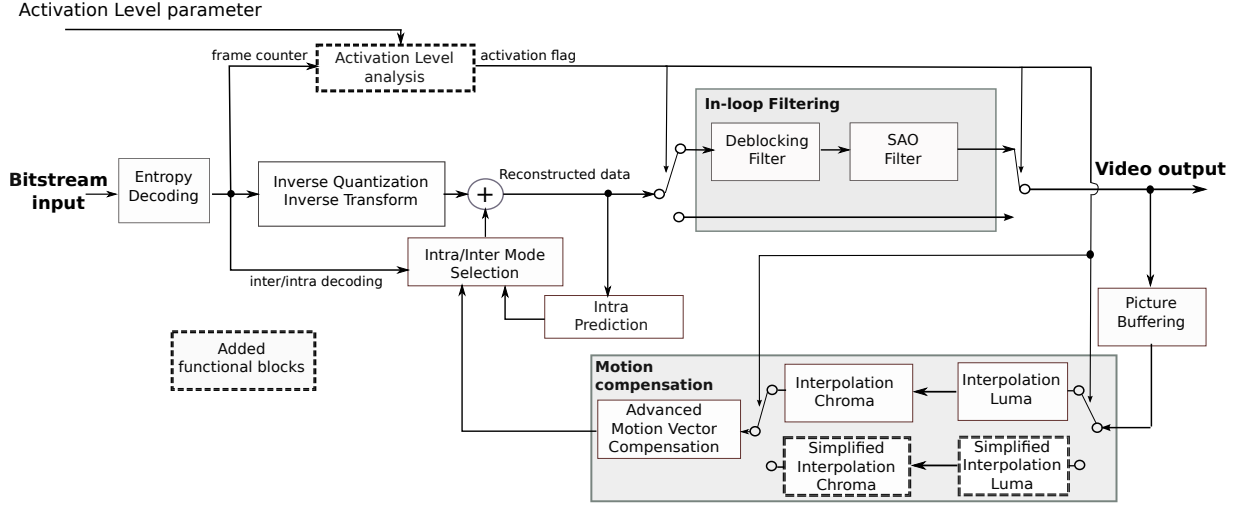 Activation Level parameter
frame counter
Activation Level
analysis
activation flag
In-loop Filtering
Deblocking
Filter
SAO
Filter
Bitstream
input
Entropy
Decoding
Inverse Quantization
Inverse Transform
+
Reconstructed data
Video output
Intra/Inter Mode
Selection
inter/intra decoding
Intra
Prediction
Picture
Buffering
Added
functional blocks
Motion
compensation
Interpolation
Chroma
Interpolation
Luma
Advanced
Motion Vector
Compensation
Simplified
Interpolation
Chroma
Simplified
Interpolation
Luma